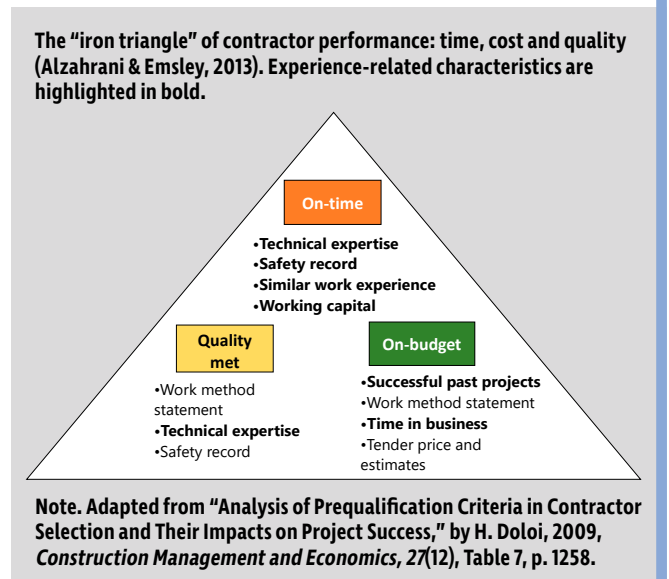 The “iron triangle” of contractor performance: time, cost and quality
(Alzahrani & Emsley, 2013). Experience-related characteristics are
highlighted in bold.
On-time
•Technical expertise
•Safety record
•Similar work experience
•Working capital
Quality
met
•Work method
statement
•Technical expertise
•Safety record
On-budget
•Successful past projects
•Work method statement
•Time in business
•Tender price and
estimates
Note. Adapted from “Analysis of Prequalification Criteria in Contractor
Selection and Their Impacts on Project Success,” by H. Doloi, 2009,
Construction Management and Economics, 27(12), Table 7, p. 1258.